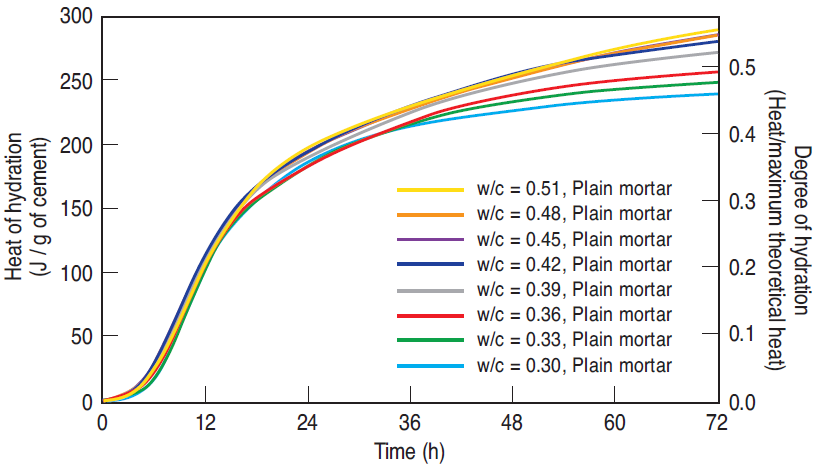 300
250
200
150
100
50
0
Heat of hydration
(J / g of cement)
w/c = 0.51, Plain mortar
w/c = 0.48, Plain mortar
w/c = 0.45, Plain mortar
w/c = 0.42, Plain mortar
w/c = 0.39, Plain mortar
w/c = 0.36, Plain mortar
w/c = 0.33, Plain mortar
w/c = 0.30, Plain mortar
0.5
0.4
0.3
0.2
0.1
0.0
Degree of hydration
(Heat/maximum theoretical heat)
0 12 24 36 48 60 72
Time (h)